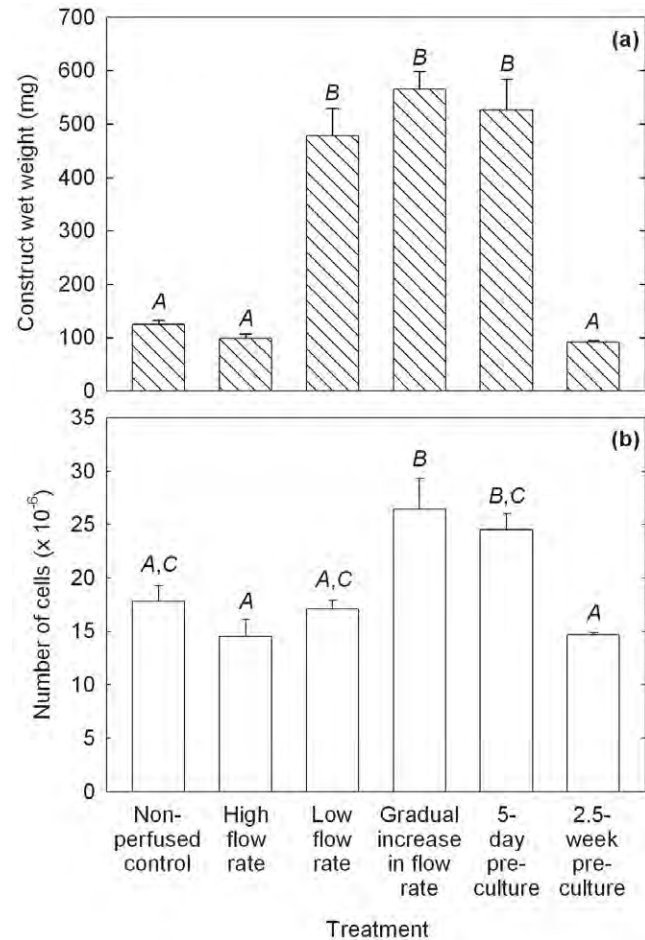 700
(a)
600
500
400
300
200
100
0
Construct wet weight (mg)
A
A
B
B
B
A
35
(b)
30
25
20
15
10
5
0
Number of cells (x 10⁻⁶)
A,C
A
A,C
B
B,C
A
Non-
perfused
control
High
flow
rate
Low
flow
rate
Gradual
increase
in flow
rate
5-
day
pre-
culture
2.5-
week
pre-
culture
Treatment